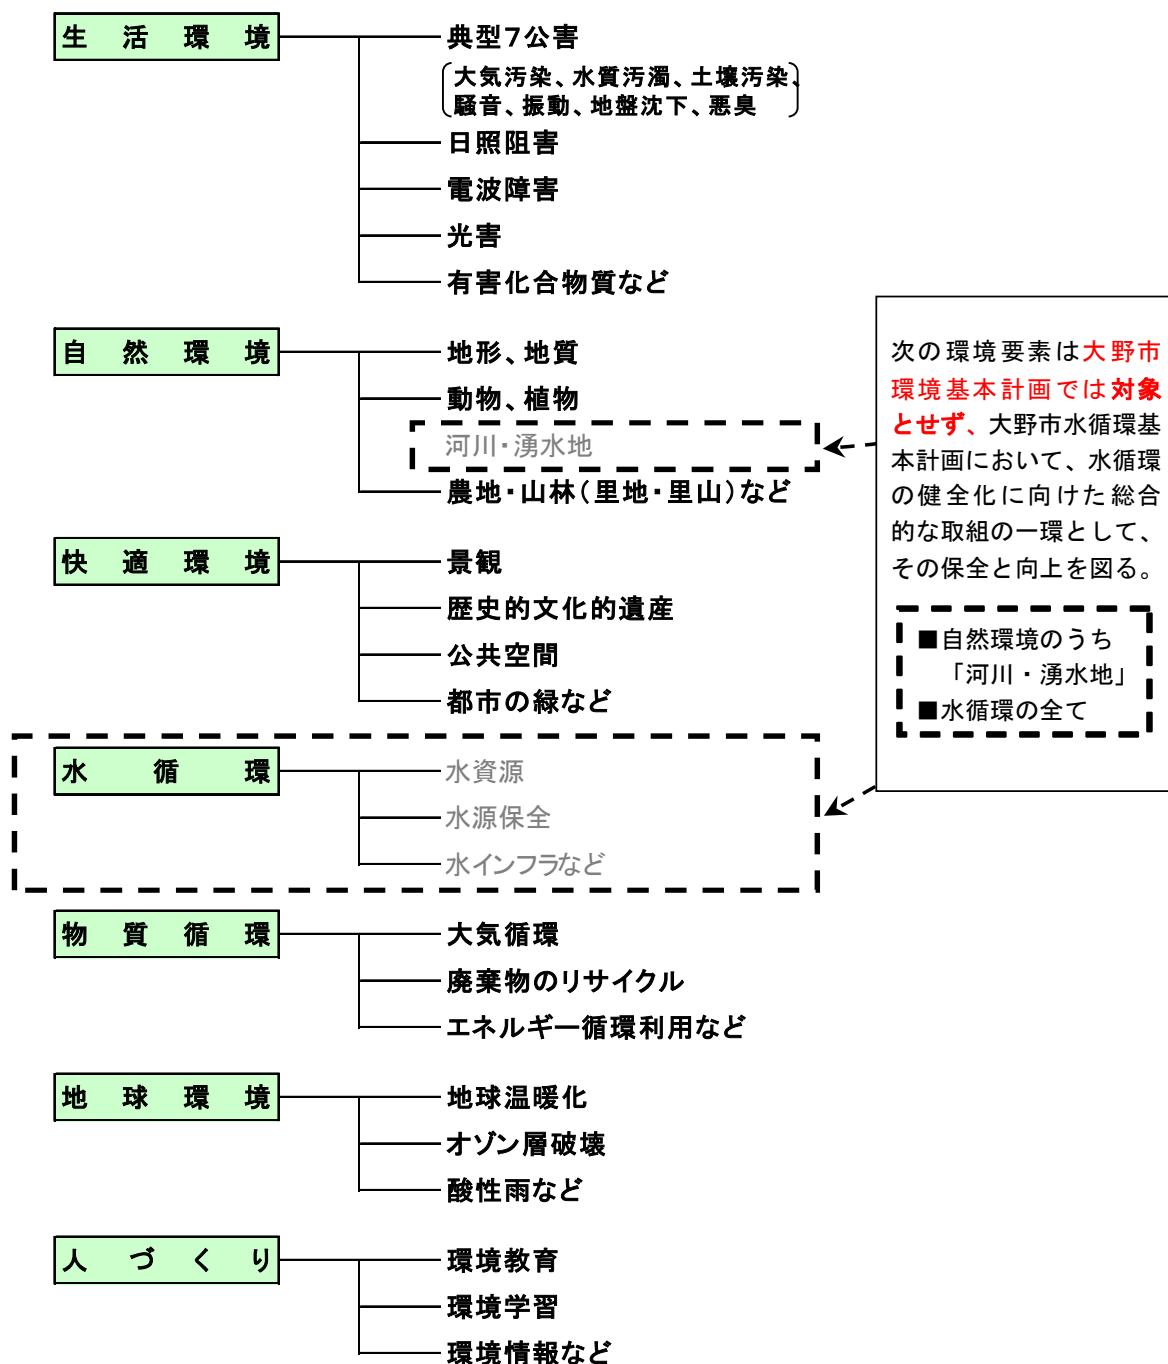 生活環境
典型7公害
大気汚染、水質汚濁、土壌汚染、
騒音、振動、地盤沈下、悪臭
日照阻害
電波障害
光害
有害化合物質など
自然環境
地形、地質
動物、植物
河川・湧水地
農地・山林（里地・里山）など
次の環境要素は大野市
環境基本計画では対象
とせず、大野市水循環基
本計画において、水循環
の健全化に向けた総合
的な取組の一環として、
その保全と向上を図る。
■自然環境のうち
「河川・湧水地」
■水循環の全て
快適環境
景観
歴史的文化的遺産
公共空間
都市の緑など
水循環
水資源
水源保全
水インフラなど
物質循環
大気循環
廃棄物のリサイクル
エネルギー循環利用など
地球環境
地球温暖化
オゾン層破壊
酸性雨など
人づくり
環境教育
環境学習
環境情報など